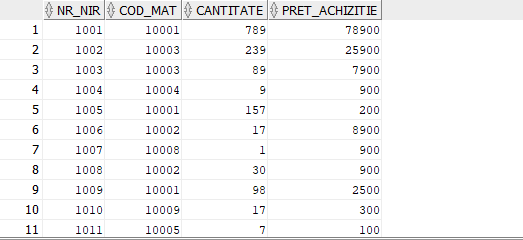 NR_NIR COD_MAT CANTITATE PRET_ACHIZITIE
1 1001 10001 789 78900
2 1002 10003 239 25900
3 1003 10003 89 7900
4 1004 10004 9 900
5 1005 10001 157 200
6 1006 10002 17 8900
7 1007 10008 1 900
8 1008 10002 30 900
9 1009 10001 98 2500
10 1010 10009 17 300
11 1011 10005 7 100